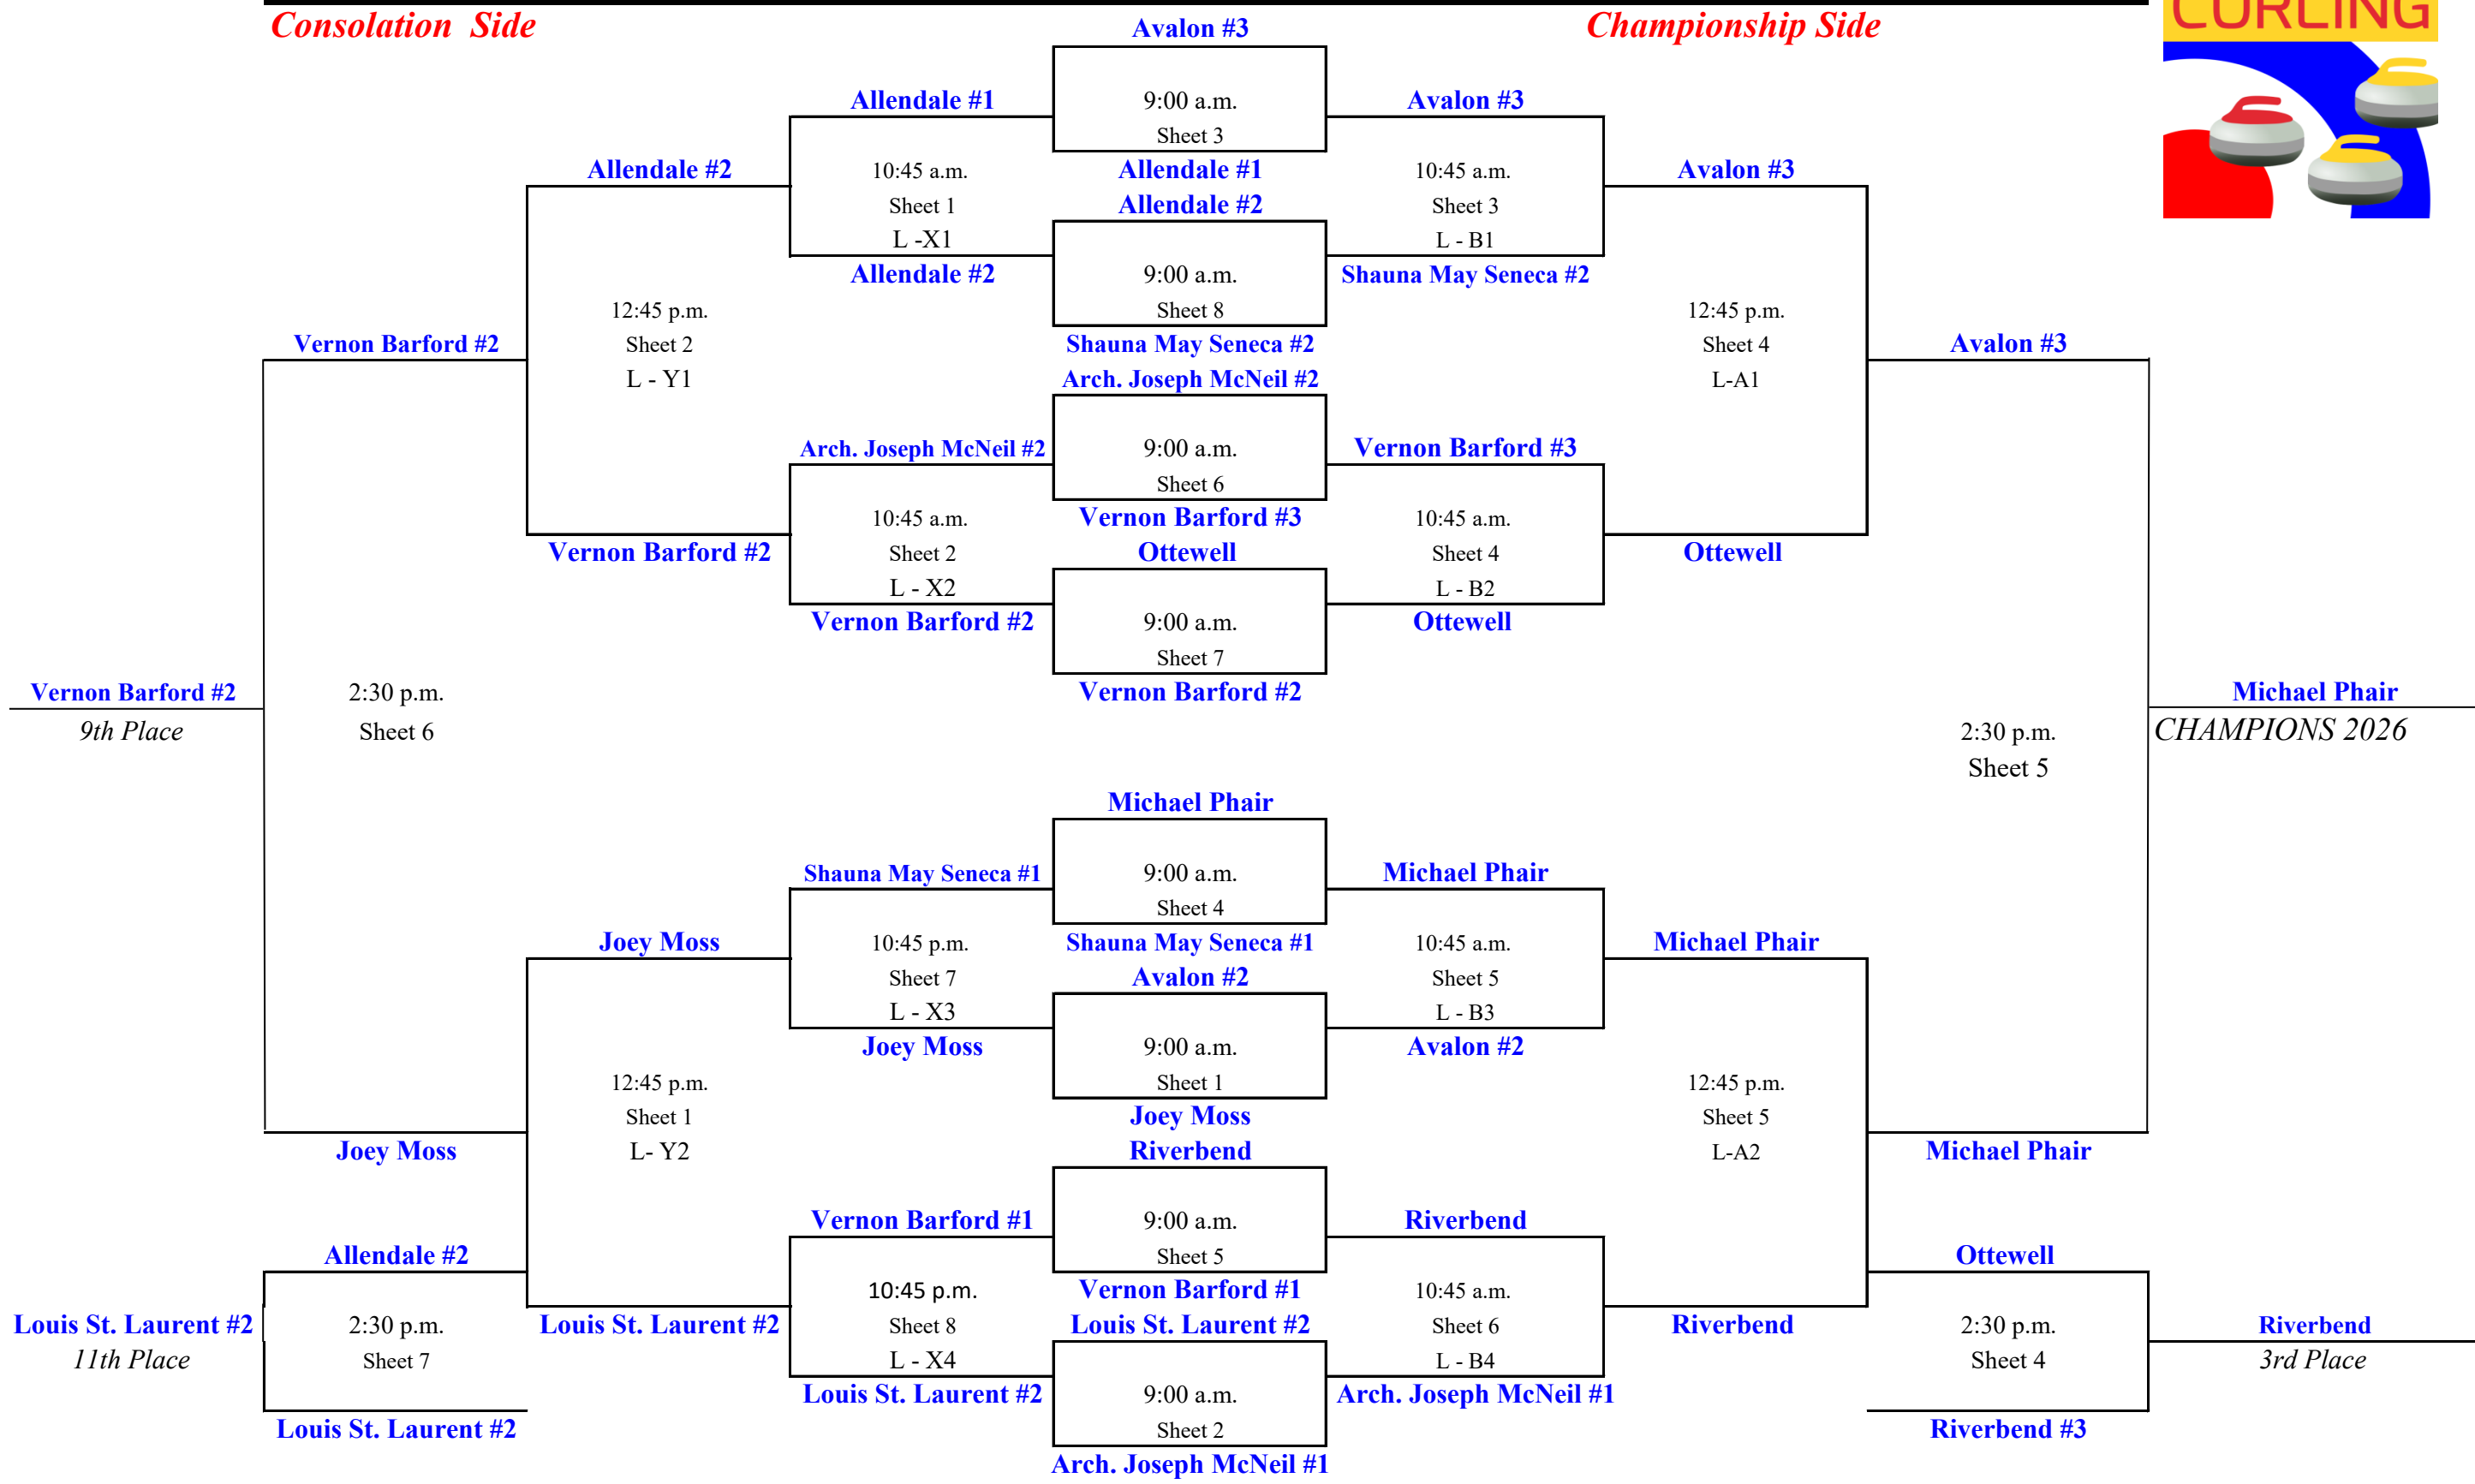 CURLING
Consolation  Side
Avalon #3
Championship Side
Allendale #1
9:00 a.m.
Avalon #3
Sheet 3
Allendale #2
10:45 a.m.
Allendale #1
10:45 a.m.
Avalon #3
Sheet 1
Allendale #2
Sheet 3
L -X1
L - B1
Allendale #2
9:00 a.m.
Shauna May Seneca #2
12:45 p.m.
Sheet 8
12:45 p.m.
Vernon Barford #2
Sheet 2
Shauna May Seneca #2
Sheet 4
Avalon #3
L - Y1
Arch. Joseph McNeil #2
L-A1
Arch. Joseph McNeil #2
9:00 a.m.
Vernon Barford #3
Sheet 6
10:45 a.m.
Vernon Barford #3
10:45 a.m.
Vernon Barford #2
Sheet 2
Ottewell
Sheet 4
Ottewell
L - X2
L - B2
Vernon Barford #2
9:00 a.m.
Ottewell
Sheet 7
Vernon Barford #2
2:30 p.m.
Vernon Barford #2
Michael Phair
9th Place
Sheet 6
2:30 p.m.
CHAMPIONS 2026
Sheet 5
Michael Phair
Shauna May Seneca #1
9:00 a.m.
Michael Phair
Sheet 4
Joey Moss
10:45 p.m.
Shauna May Seneca #1
10:45 a.m.
Michael Phair
Sheet 7
Avalon #2
Sheet 5
L - X3
L - B3
Joey Moss
9:00 a.m.
Avalon #2
12:45 p.m.
Sheet 1
12:45 p.m.
Sheet 1
Joey Moss
Sheet 5
Joey Moss
L- Y2
Riverbend
L-A2
Michael Phair
Vernon Barford #1
9:00 a.m.
Riverbend
Allendale #2
Sheet 5
Ottewell
10:45 p.m.
Vernon Barford #1
10:45 a.m.
Louis St. Laurent #2
2:30 p.m.
Louis St. Laurent #2
Sheet 8
Louis St. Laurent #2
Sheet 6
Riverbend
2:30 p.m.
Riverbend
11th Place
Sheet 7
L - X4
L - B4
Sheet 4
3rd Place
Louis St. Laurent #2
9:00 a.m.
Arch. Joseph McNeil #1
Louis St. Laurent #2
Sheet 2
Riverbend #3
Arch. Joseph McNeil #1